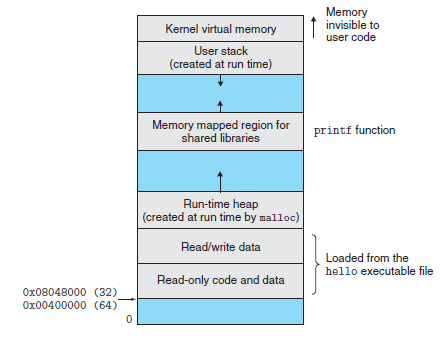 Memory
invisible to
user code
Kernel virtual memory
User stack
(created at run time)
Memory mapped region for
shared libraries
printf function
Run-time heap
(created at run time by malloc)
Read/write data
Loaded from the
hello executable file
Read-only code and data
0x08048000 (32)
0x00400000 (64)
0